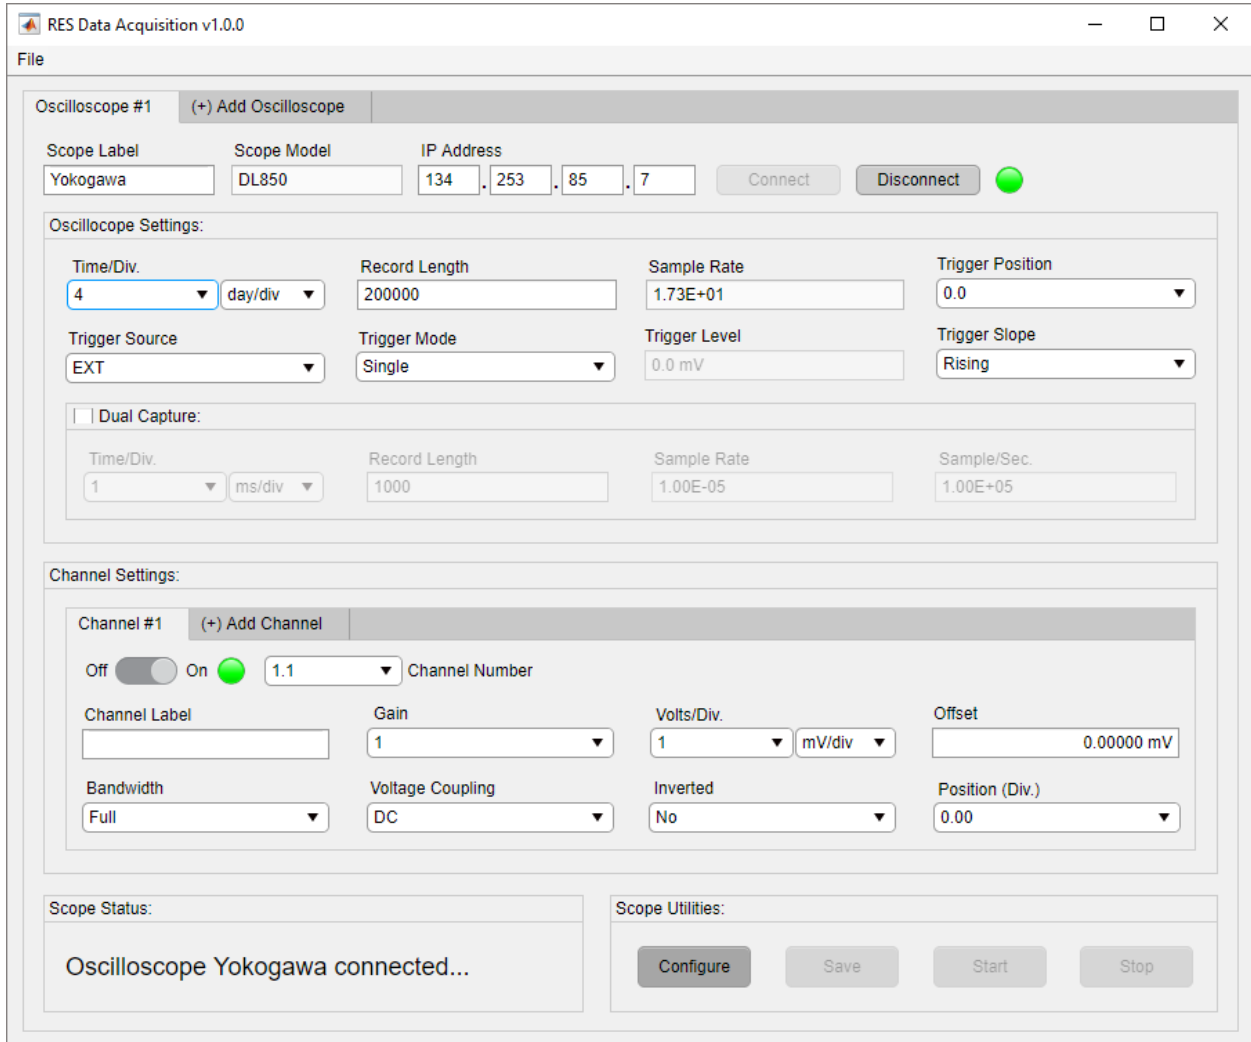 RES Data Acquisition v1.0.0
File
Oscilloscope #1 (+) Add Oscilloscope
Scope Label Scope Model IP Address
Yokogawa DL850 134 . 253 . 85 . 7 Connect Disconnect
Oscillocope Settings:
Time/Div. Record Length Sample Rate Trigger Position
4 day/div 200000 1.73E+01 0.0
Trigger Source Trigger Mode Trigger Level Trigger Slope
EXT Single 0.0 mV Rising
Dual Capture:
Time/Div. Record Length Sample Rate Sample/Sec.
1 ms/div 1000 1.00E-05 1.00E+05
Channel Settings:
Channel #1 (+) Add Channel
Off On 1.1 Channel Number
Channel Label Gain Volts/Div. Offset
1 1 mV/div 0.00000 mV
Bandwidth Voltage Coupling Inverted Position (Div.)
Full DC No 0.00
Scope Status: Scope Utilities:
Oscilloscope Yokogawa connected... Configure Save Start Stop